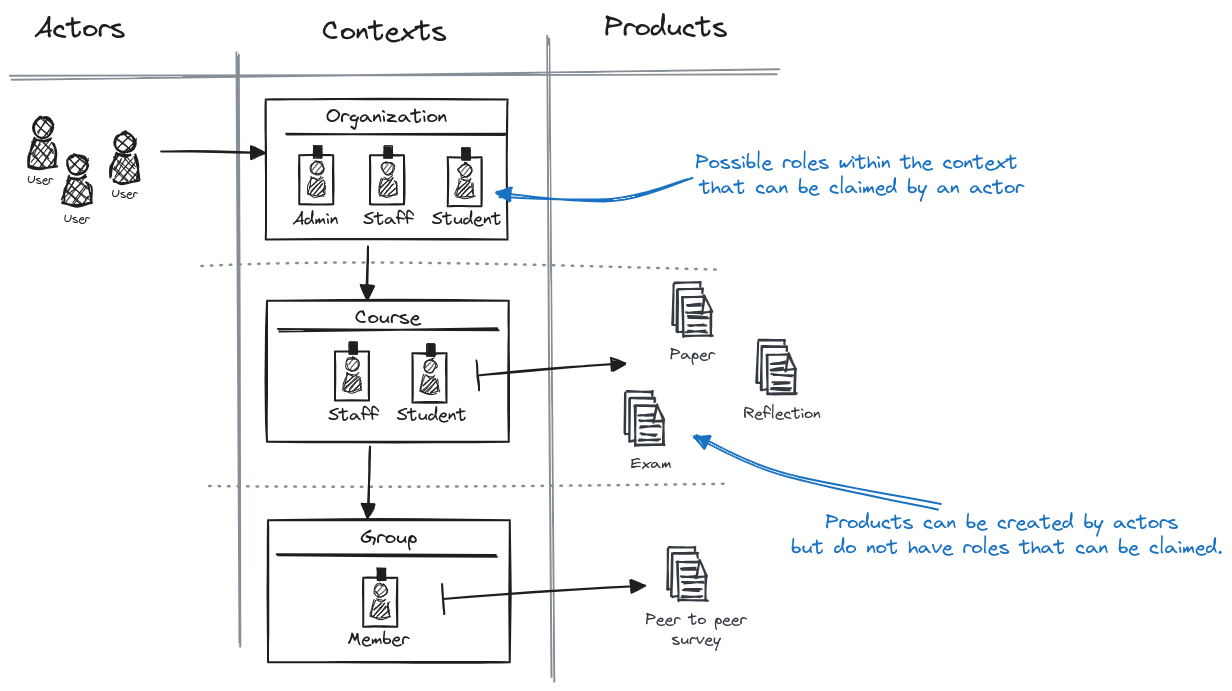 Actors
Contexts
Products
Organization
User
User
User
Admin
Staff
Student
Possible roles within the context
that can be claimed by an actor
Course
Staff
Student
Paper
Reflection
Exam
Products can be created by actors
but do not have roles that can be claimed.
Group
Member
Peer to peer
survey